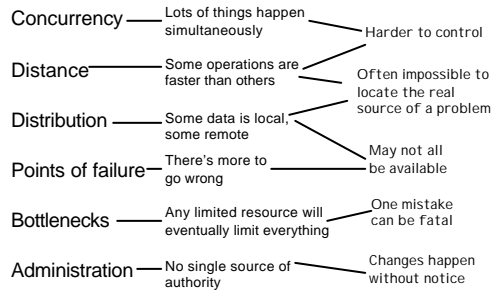 Concurrency
Lots of things happen
simultaneously
Harder to control
Distance
Some operations are
faster than others
Often impossible to
locate the real
source of a problem
Distribution
Some data is local,
some remote
May not all
be available
Points of failure
There's more to
go wrong
Bottlenecks
Any limited resource will
eventually limit everything
One mistake
can be fatal
Administration
No single source of
authority
Changes happen
without notice